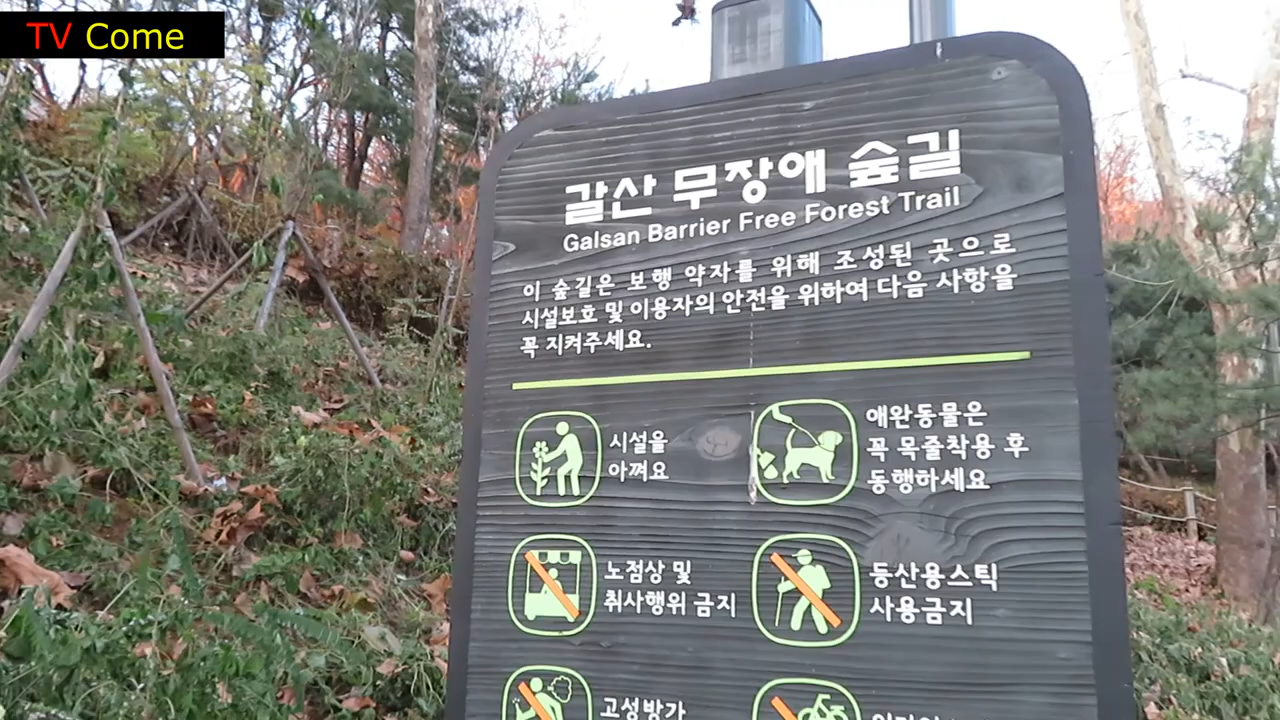 TV Come
갈산 무장애 숲길
Galsan Barrier Free Forest Trail
이 숲길은 보행 약자를 위해 조성된 곳으로
시설보호 및 이용자의 안전을 위하여 다음 사항을
꼭 지켜주세요.
시설을
아껴요
애완동물은
꼭 목줄착용 후
동행하세요
노점상 및
취사행위 금지
등산용스틱
사용금지
고성방가